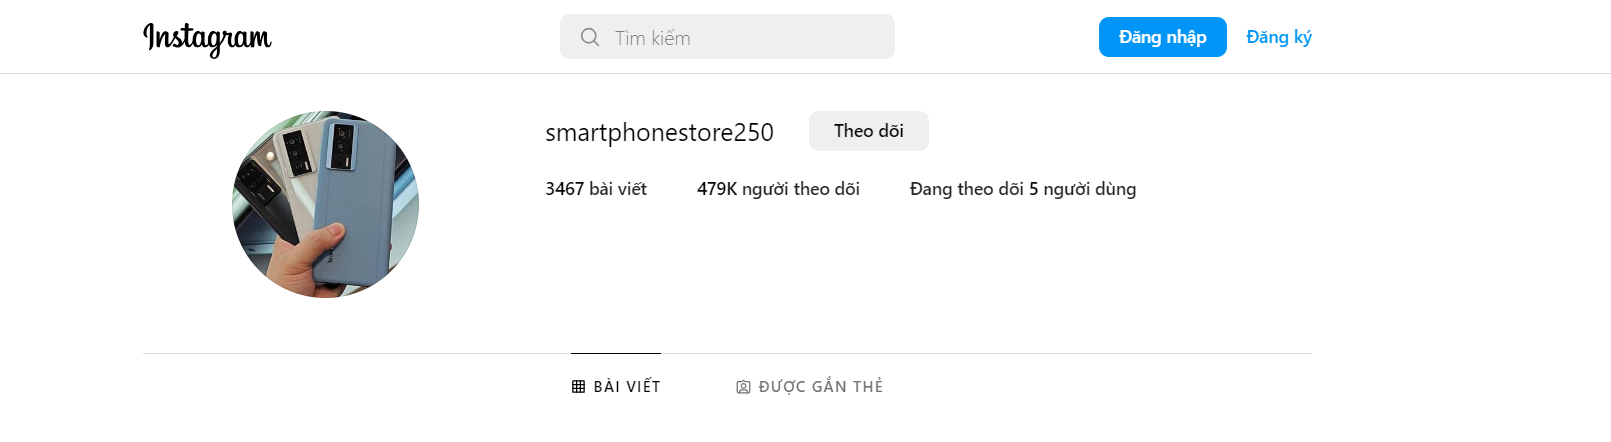 Instagram
Tìm kiếm
Đăng nhập
Đăng ký
smartphonestore250
Theo dõi
3467 bài viết
479K người theo dõi
Đang theo dõi 5 người dùng
BÀI VIẾT
ĐƯỢC GẮN THẺ